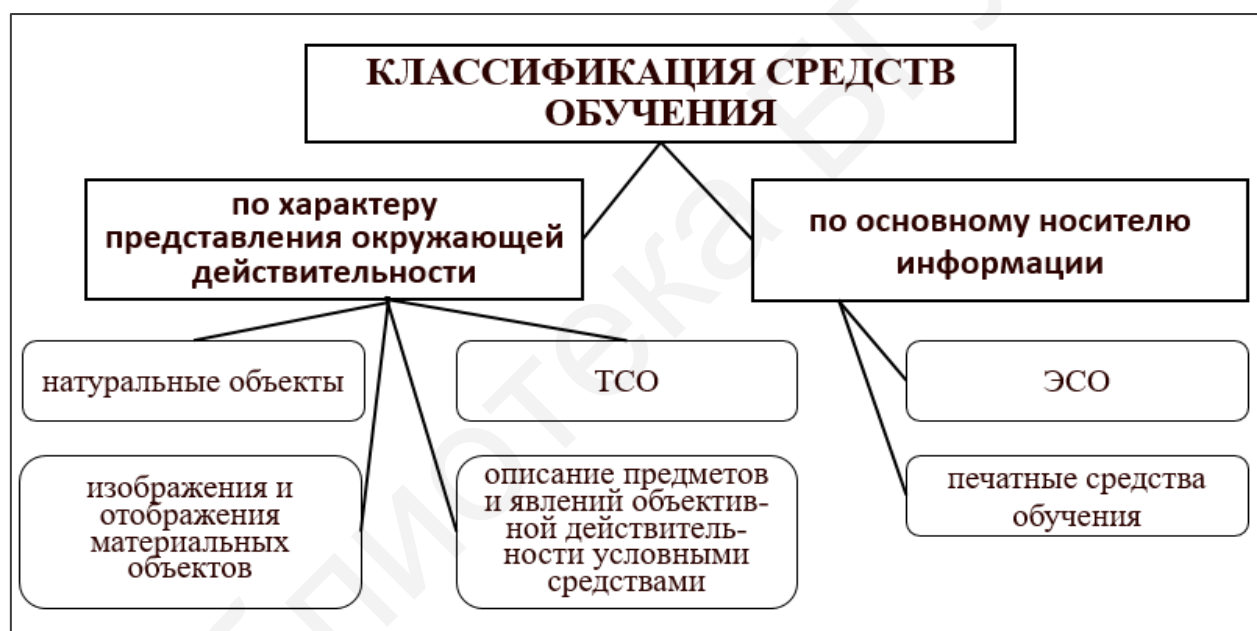 КЛАССИФИКАЦИЯ СРЕДСТВ
ОБУЧЕНИЯ
по характеру
представления окружающей
действительности
по основному носителю
информации
натуральные объекты
ТСО
ЭСО
изображения и
отображения
материальных
объектов
описание предметов
и явлений объектив-
ной действитель-
ности условными
средствами
печатные средства
обучения